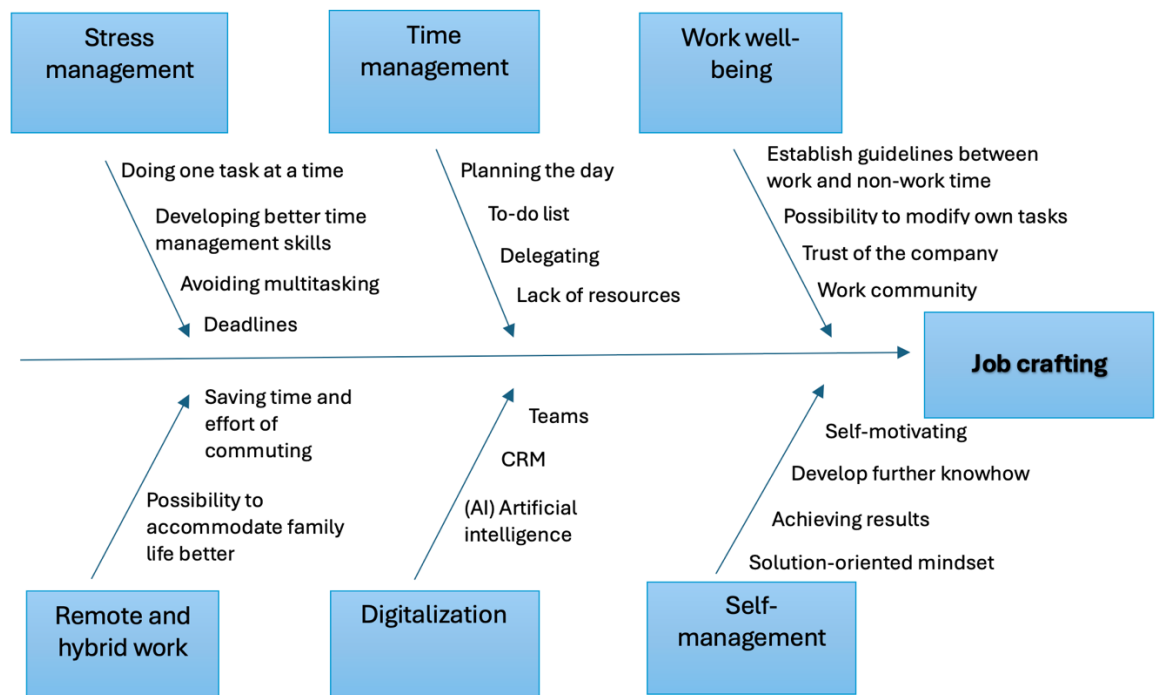 Stress
management
Time
management
Work well-
being
Doing one task at a time
Developing better time
management skills
Avoiding multitasking
Deadlines
Planning the day
To-do list
Delegating
Lack of resources
Establish guidelines between
work and non-work time
Possibility to modify own tasks
Trust of the company
Work community
Job crafting
Saving time and
effort of
commuting
Possibility to
accommodate family
life better
Teams
CRM
(AI) Artificial
intelligence
Self-motivating
Develop further knowhow
Achieving results
Solution-oriented mindset
Remote and
hybrid work
Digitalization
Self-
management